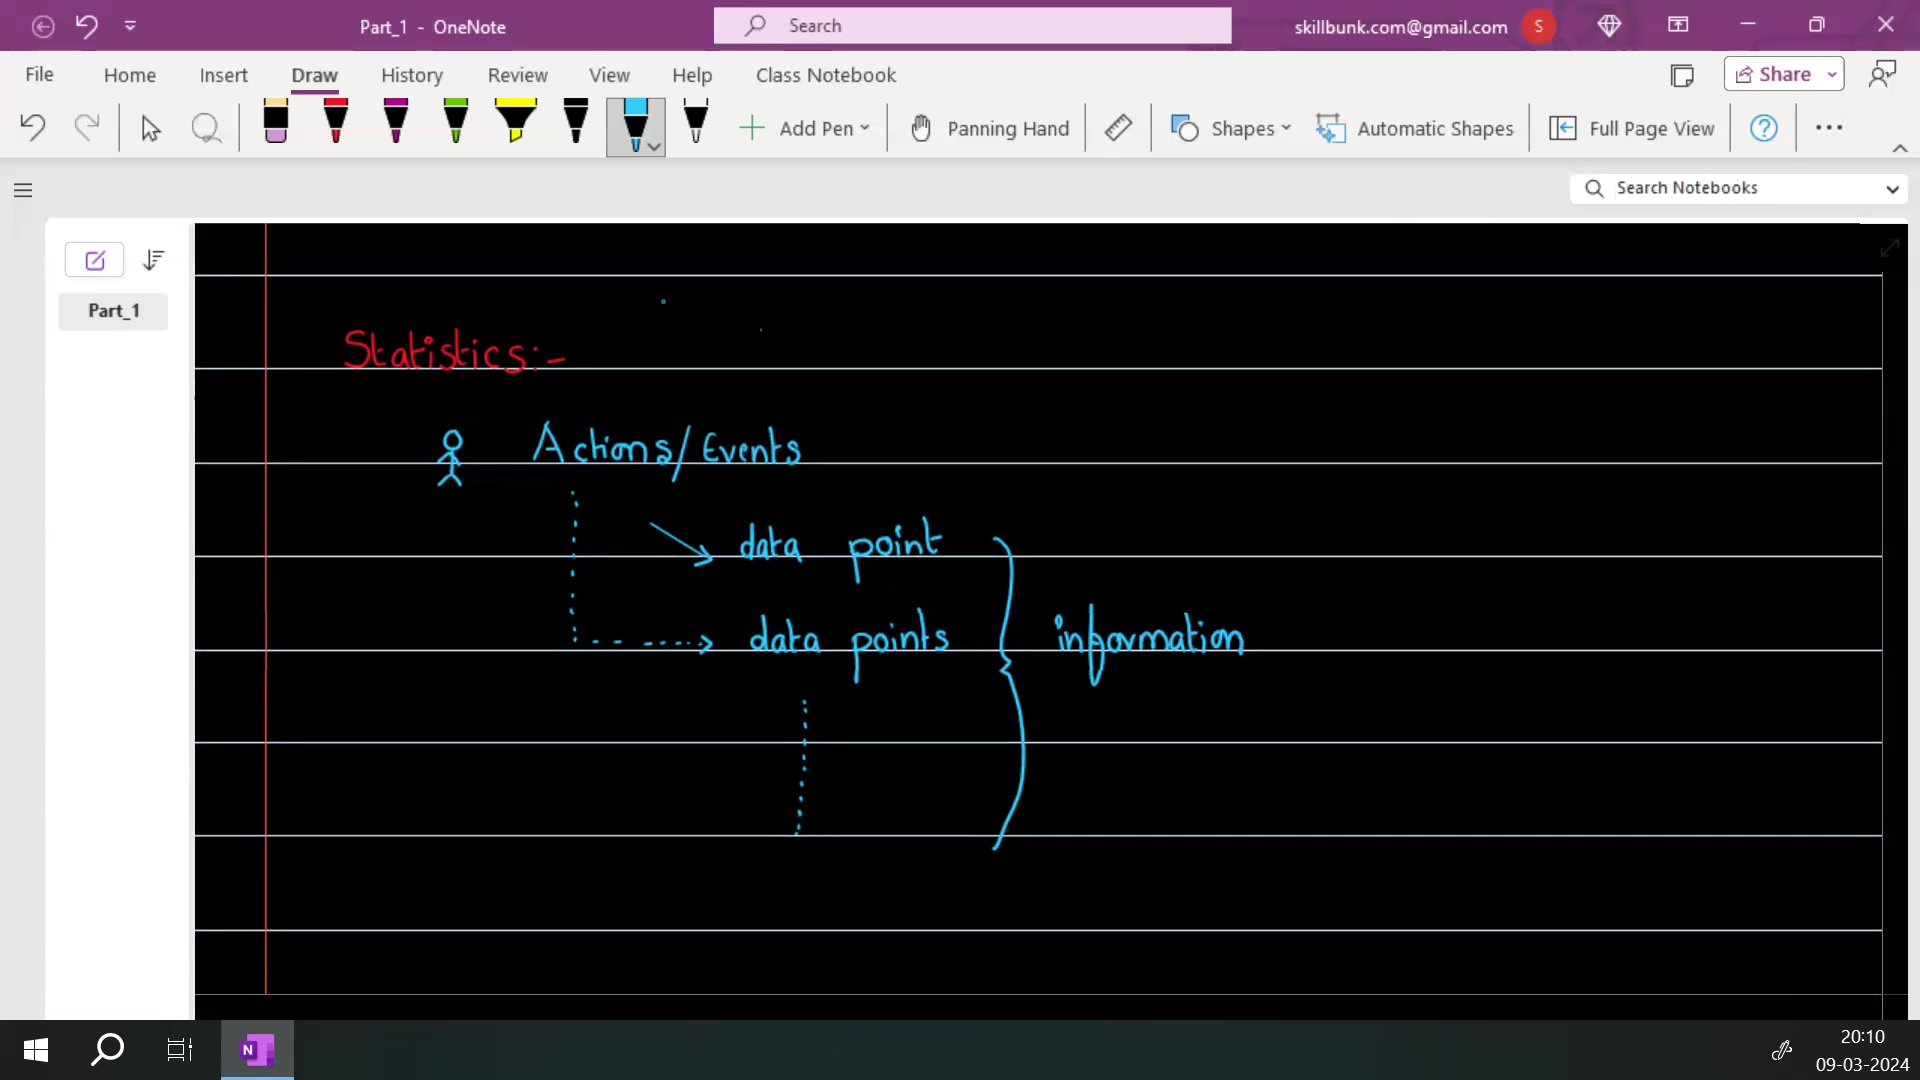 Part_1 - OneNote
Search
skillbunk.com@gmail.com
S
File Home Insert Draw History Review View Help Class Notebook
Share
Add Pen
Panning Hand
Shapes
Automatic Shapes
Full Page View
Search Notebooks
Part_1
Statistics:-
Actions/Events
data point
data points
information
N
20:10
09-03-2024